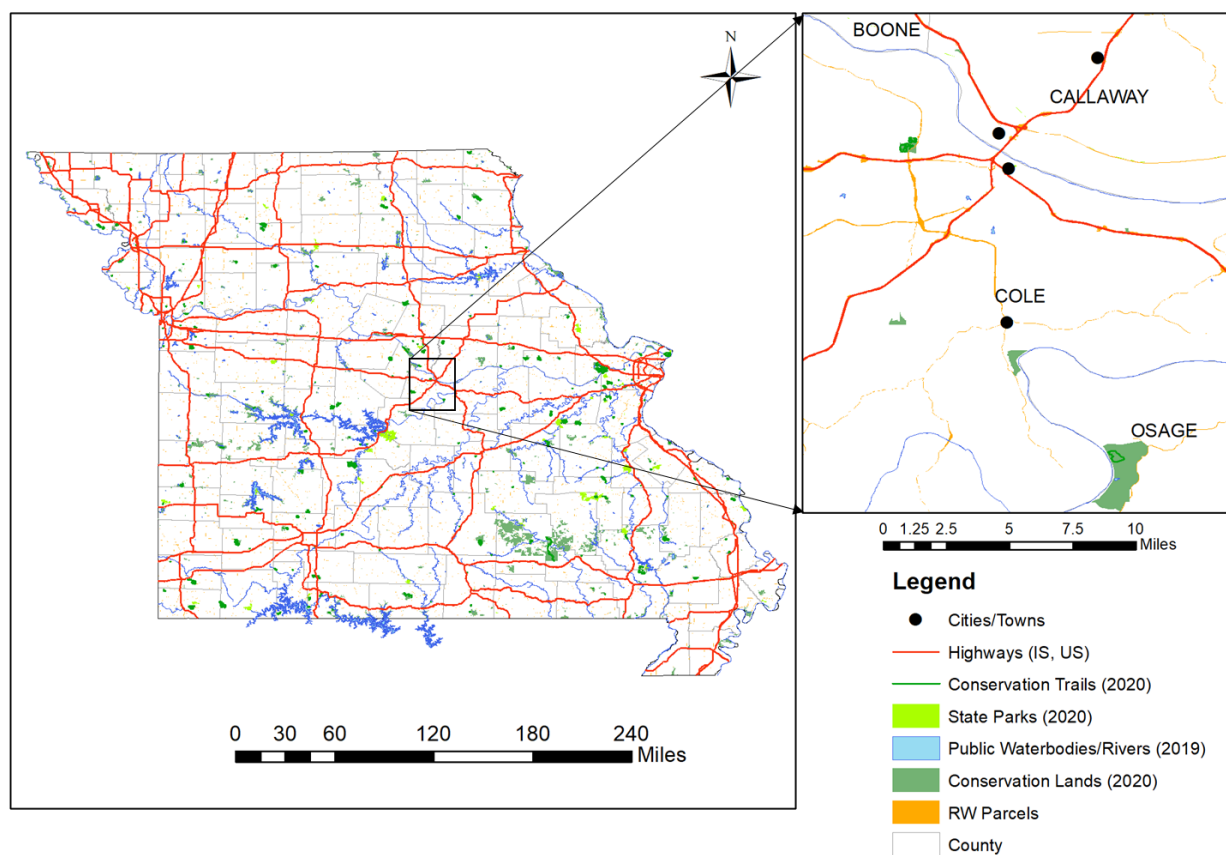 N
0 30 60 120 180 240
Miles
BOONE
CALLAWAY
COLE
OSAGE
0 1.25 2.5 5 7.5 10
Miles
Legend
Cities/Towns
Highways (IS, US)
Conservation Trails (2020)
State Parks (2020)
Public Waterbodies/Rivers (2019)
Conservation Lands (2020)
RW Parcels
County